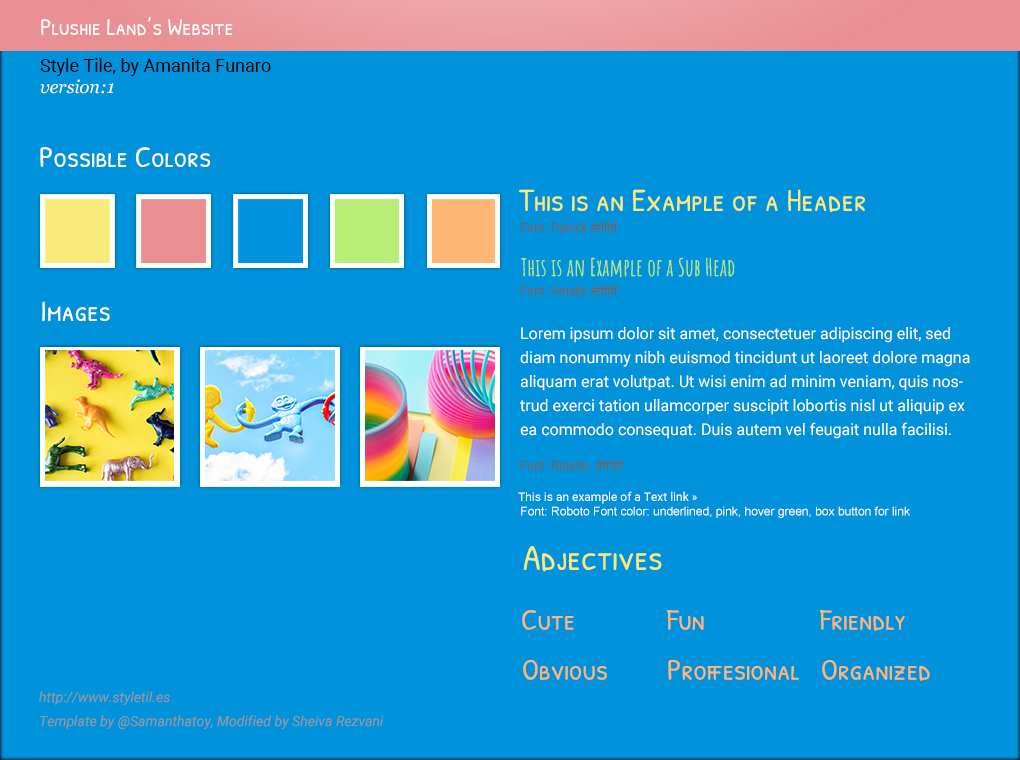 Plushie Land's Website
Style Tile, by Amanita Funaro
version:1
Possible Colors
Images
This is an Example of a Header
Font: Patrick #ffffff
This is an Example of a Sub Head
Font: Amatic #ffffff
Lorem ipsum dolor sit amet, consectetuer adipiscing elit, sed
diam nonummy nibh euismod tincidunt ut laoreet dolore magna
aliquam erat volutpat. Ut wisi enim ad minim veniam, quis nos-
trud exerci tation ullamcorper suscipit lobortis nisl ut aliquip ex
ea commodo consequat. Duis autem vel feugait nulla facilisi.
Font: Roboto #ffffff
This is an example of a Text link »
Font: Roboto Font color: underlined, pink, hover green, box button for link
Adjectives
Cute Fun Friendly
Obvious Proffesional Organized
http://www.styletil.es
Template by @Samanthatoy, Modified by Sheiva Rezvani